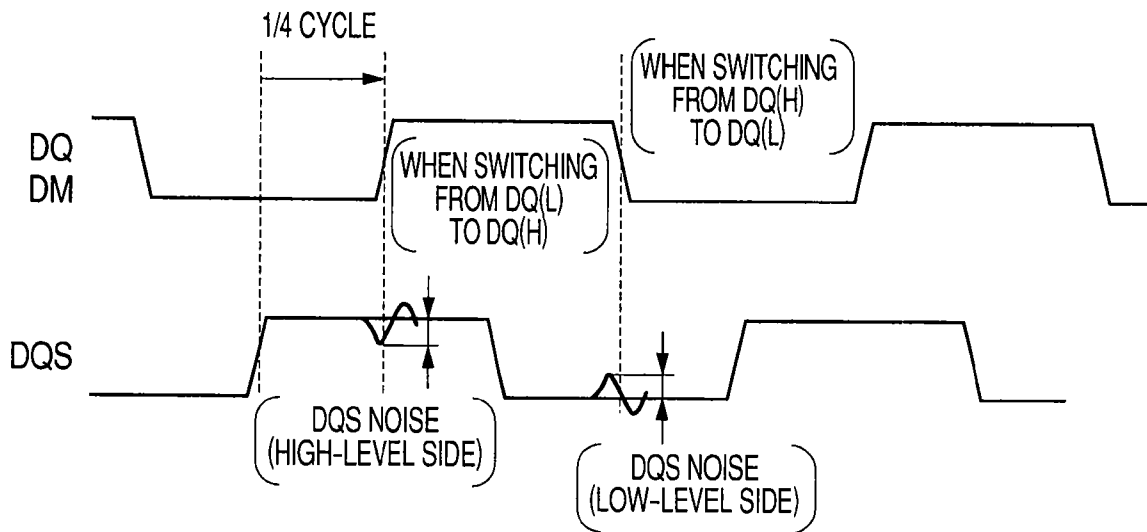 1/4 CYCLE
WHEN SWITCHING
FROM DQ(H)
TO DQ(L)
DQ
DM
WHEN SWITCHING
FROM DQ(L)
TO DQ(H)
DQS
DQS NOISE
(HIGH-LEVEL SIDE)
DQS NOISE
(LOW-LEVEL SIDE)